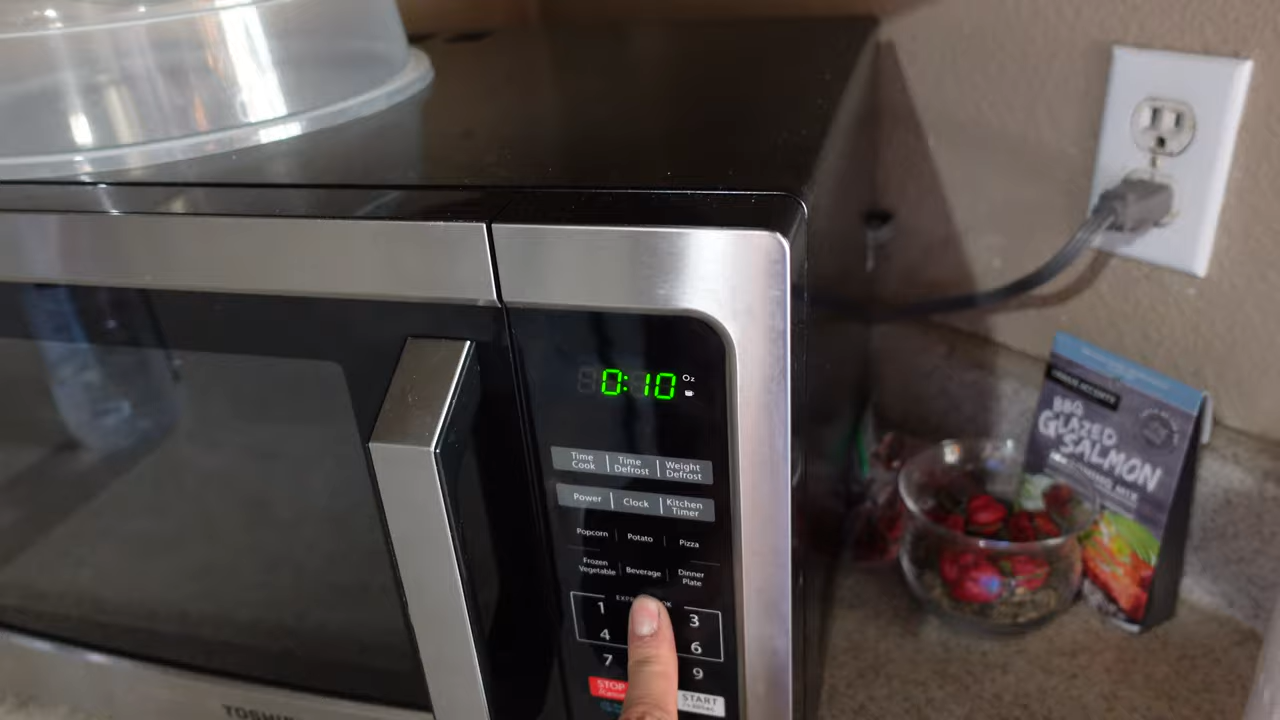 0:10
Oz
Time Cook
Time Defrost
Weight Defrost
Power
Clock
Kitchen Timer
Popcorn
Potato
Pizza
Frozen Vegetable
Beverage
Dinner Plate
1
3
4
6
7
9
STOP
START
BBQ
GLAZED
SALMON